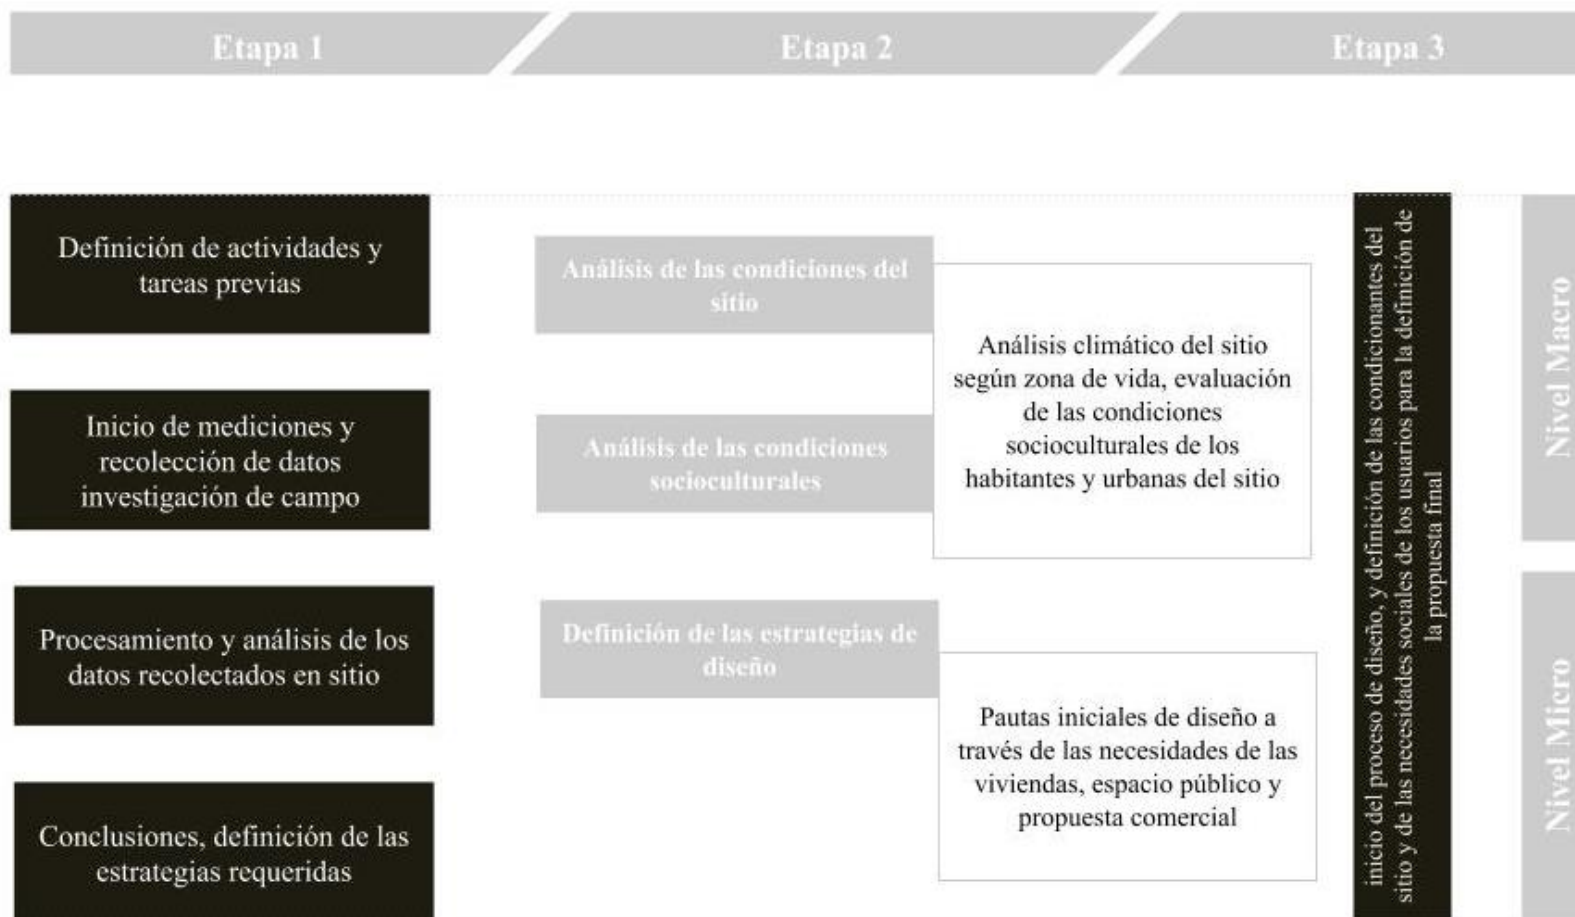 Etapa 1
Etapa 2
Etapa 3
Definición de actividades y
tareas previas
Inicio de mediciones y
recolección de datos
investigación de campo
Procesamiento y análisis de los
datos recolectados en sitio
Conclusiones, definición de las
estrategias requeridas
Análisis de las condiciones del
sitio
Análisis de las condiciones
socioculturales
Definición de las estrategias de
diseño
Análisis climático del sitio
según zona de vida, evaluación
de las condiciones
socioculturales de los
habitantes y urbanas del sitio
Pautas iniciales de diseño a
través de las necesidades de las
viviendas, espacio público y
propuesta comercial
inicio del proceso de diseño, y definición de las condicionantes del
sitio y de las necesidades sociales de los usuarios para la definición de
la propuesta final
Nivel Macro
Nivel Micro